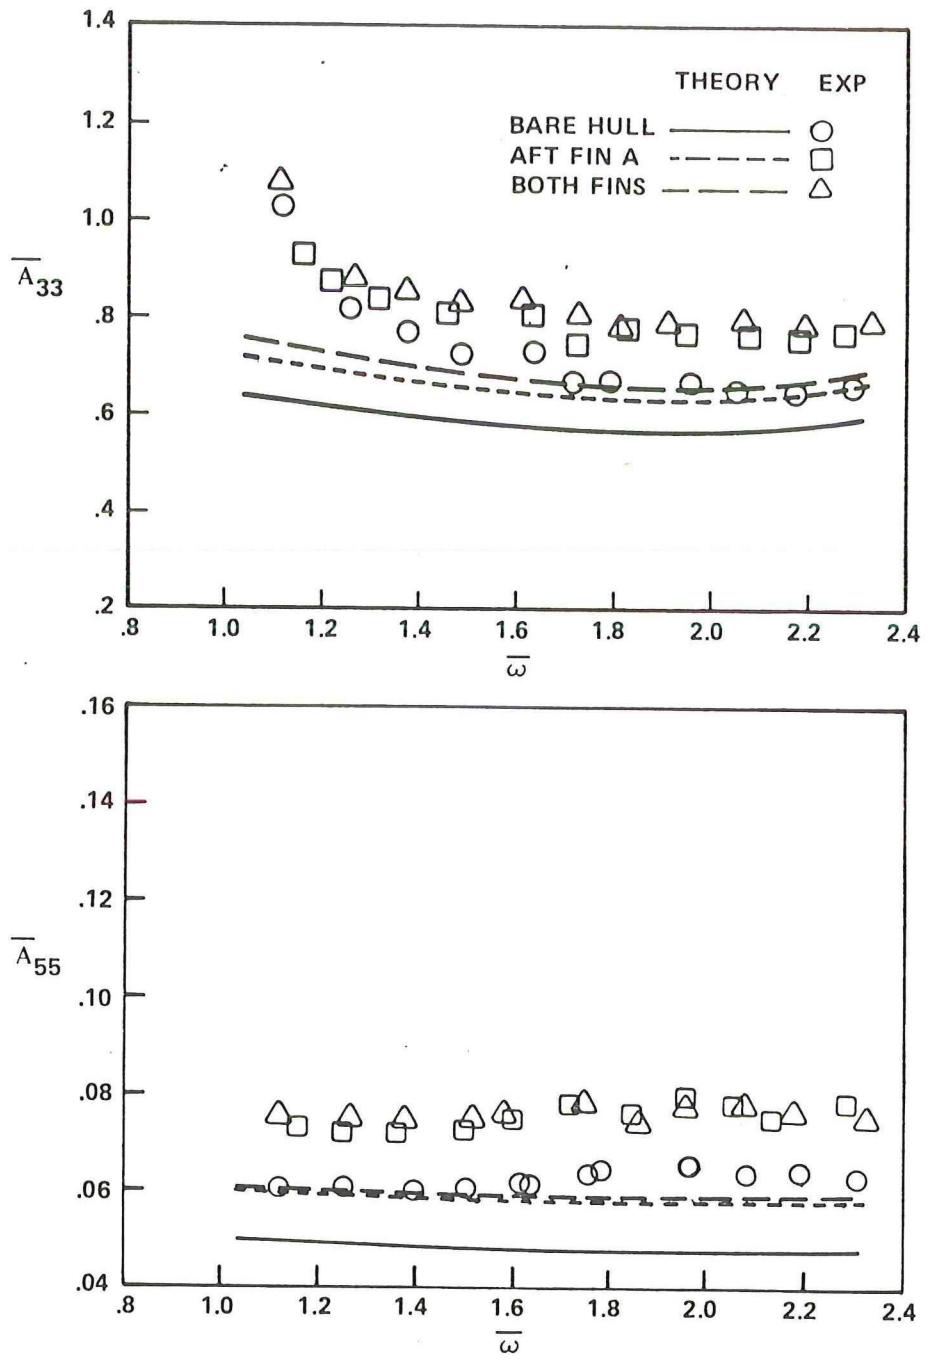 1.4
THEORY EXP
1.2
BARE HULL
AFT FIN A
BOTH FINS
1.0
A̅33
.8
.6
.4
.2
.8 1.0 1.2 1.4 1.6 1.8 2.0 2.2 2.4
ω̅
.16
.14
.12
A̅55
.10
.08
.06
.04
.8 1.0 1.2 1.4 1.6 1.8 2.0 2.2 2.4
ω̅